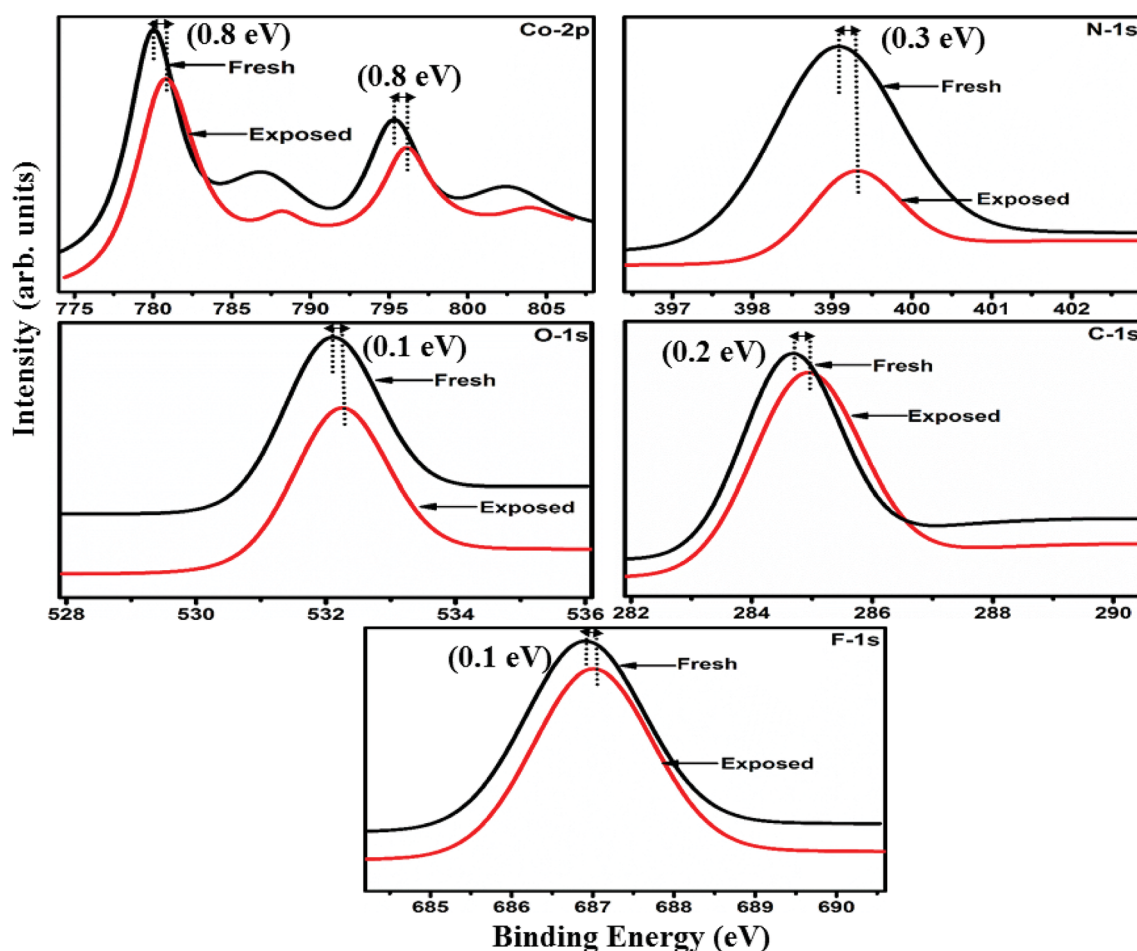 Co-2p
(0.8 eV)
Fresh
(0.8 eV)
Exposed
775 780 785 790 795 800 805
N-1s
(0.3 eV)
Fresh
Exposed
397 398 399 400 401 402
O-1s
(0.1 eV)
Fresh
Exposed
528 530 532 534 536
C-1s
(0.2 eV)
Fresh
Exposed
282 284 286 288 290
F-1s
(0.1 eV)
Fresh
Exposed
685 686 687 688 689 690
Intensity (arb. units)
Binding Energy (eV)